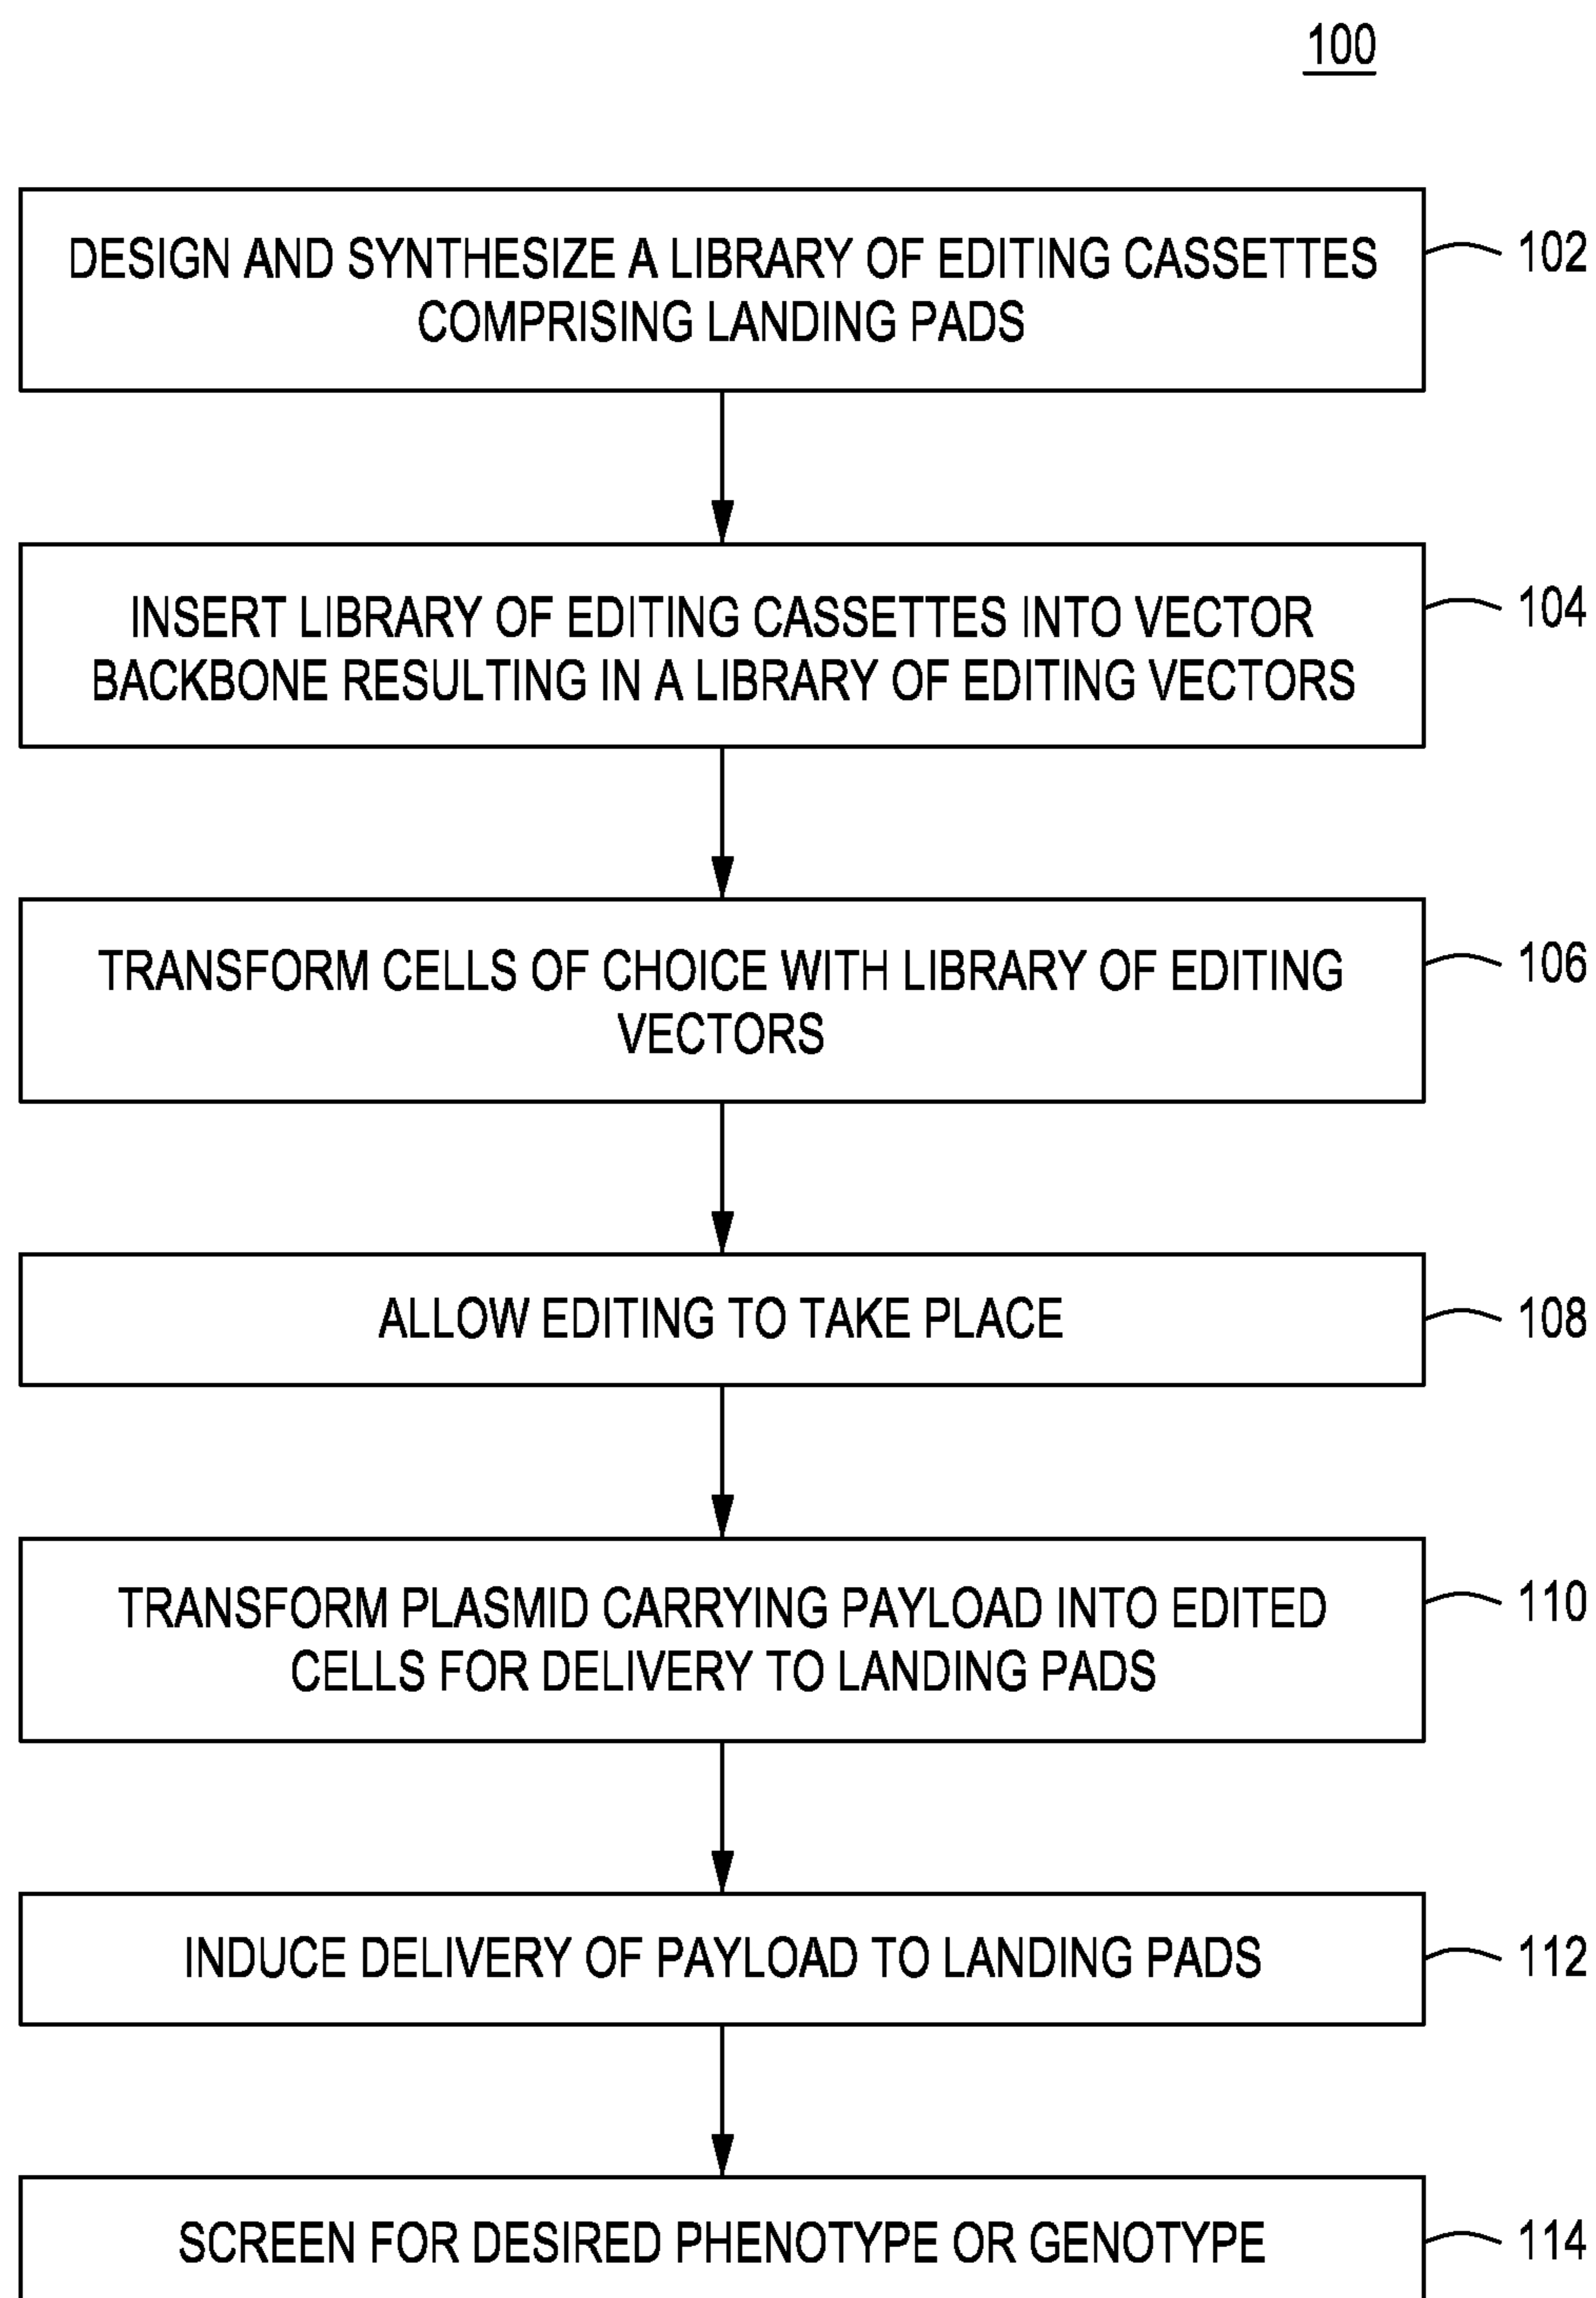 100
DESIGN AND SYNTHESIZE A LIBRARY OF EDITING CASSETTES
COMPRISING LANDING PADS
102
INSERT LIBRARY OF EDITING CASSETTES INTO VECTOR
BACKBONE RESULTING IN A LIBRARY OF EDITING VECTORS
104
TRANSFORM CELLS OF CHOICE WITH LIBRARY OF EDITING
VECTORS
106
ALLOW EDITING TO TAKE PLACE
108
TRANSFORM PLASMID CARRYING PAYLOAD INTO EDITED
CELLS FOR DELIVERY TO LANDING PADS
110
INDUCE DELIVERY OF PAYLOAD TO LANDING PADS
112
SCREEN FOR DESIRED PHENOTYPE OR GENOTYPE
114